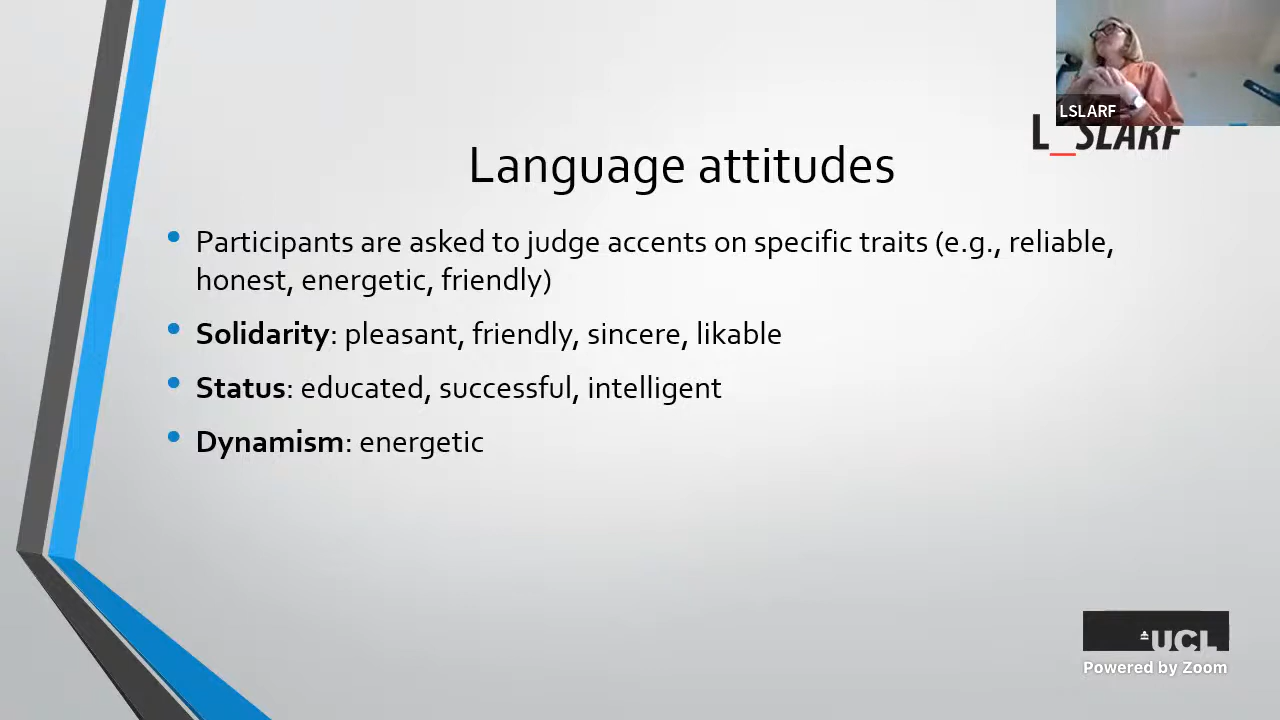 LSLARF
L_SLARF
Language attitudes
Participants are asked to judge accents on specific traits (e.g., reliable,
honest, energetic, friendly)
Solidarity: pleasant, friendly, sincere, likable
Status: educated, successful, intelligent
Dynamism: energetic
UCL
Powered by Zoom